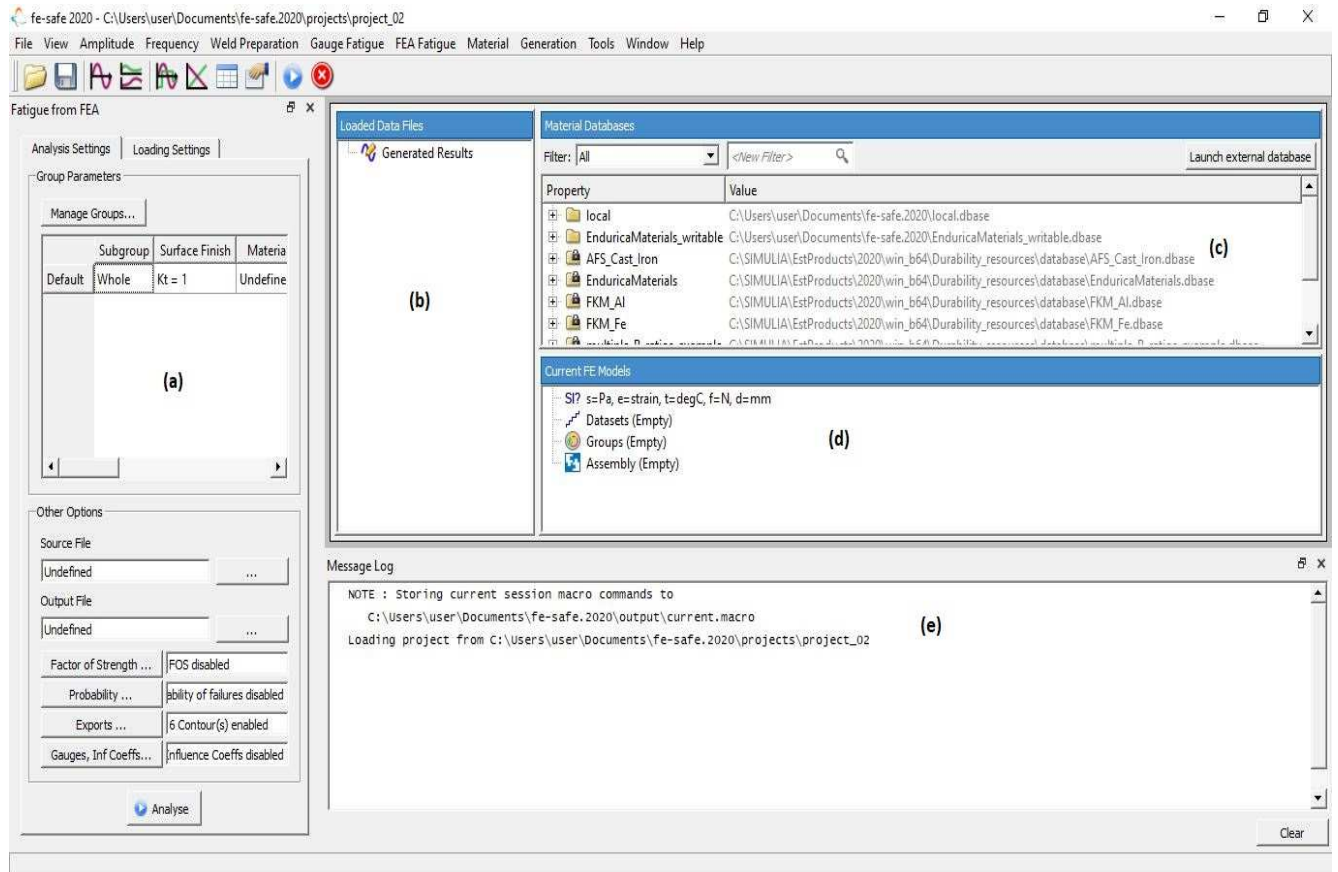 fe-safe 2020 - C:\Users\user\Documents\fe-safe.2020\projects\project_02
File View Amplitude Frequency Weld Preparation Gauge Fatigue FEA Fatigue Material Generation Tools Window Help
Fatigue from FEA
Analysis Settings Loading Settings
Group Parameters
Manage Groups...
Subgroup Surface Finish Materia
Default Whole Kt = 1 Undefine
(a)
Other Options
Source File
Undefined ...
Output File
Undefined ...
Factor of Strength ... FOS disabled
Probability ... ability of failures disabled
Exports ... 6 Contour(s) enabled
Gauges, Inf Coeffs... Influence Coeffs disabled
Analyse
Loaded Data Files
Generated Results
(b)
Material Databases
Filter: All <New Filter> Launch external database
Property Value
local C:\Users\user\Documents\fe-safe.2020\local.dbase
EnduricaMaterials_writable C:\Users\user\Documents\fe-safe.2020\EnduricaMaterials_writable.dbase
AFS_Cast_Iron C:\SIMULIA\EstProducts\2020\win_b64\Durability_resources\database\AFS_Cast_Iron.dbase
(c)
EnduricaMaterials C:\SIMULIA\EstProducts\2020\win_b64\Durability_resources\database\EnduricaMaterials.dbase
FKM_Al C:\SIMULIA\EstProducts\2020\win_b64\Durability_resources\database\FKM_Al.dbase
FKM_Fe C:\SIMULIA\EstProducts\2020\win_b64\Durability_resources\database\FKM_Fe.dbase
Current FE Models
SI? s=Pa, e=strain, t=degC, f=N, d=mm
Datasets (Empty)
Groups (Empty)
Assembly (Empty)
(d)
Message Log
NOTE : Storing current session macro commands to
C:\Users\user\Documents\fe-safe.2020\output\current.macro
Loading project from C:\Users\user\Documents\fe-safe.2020\projects\project_02
(e)
Clear